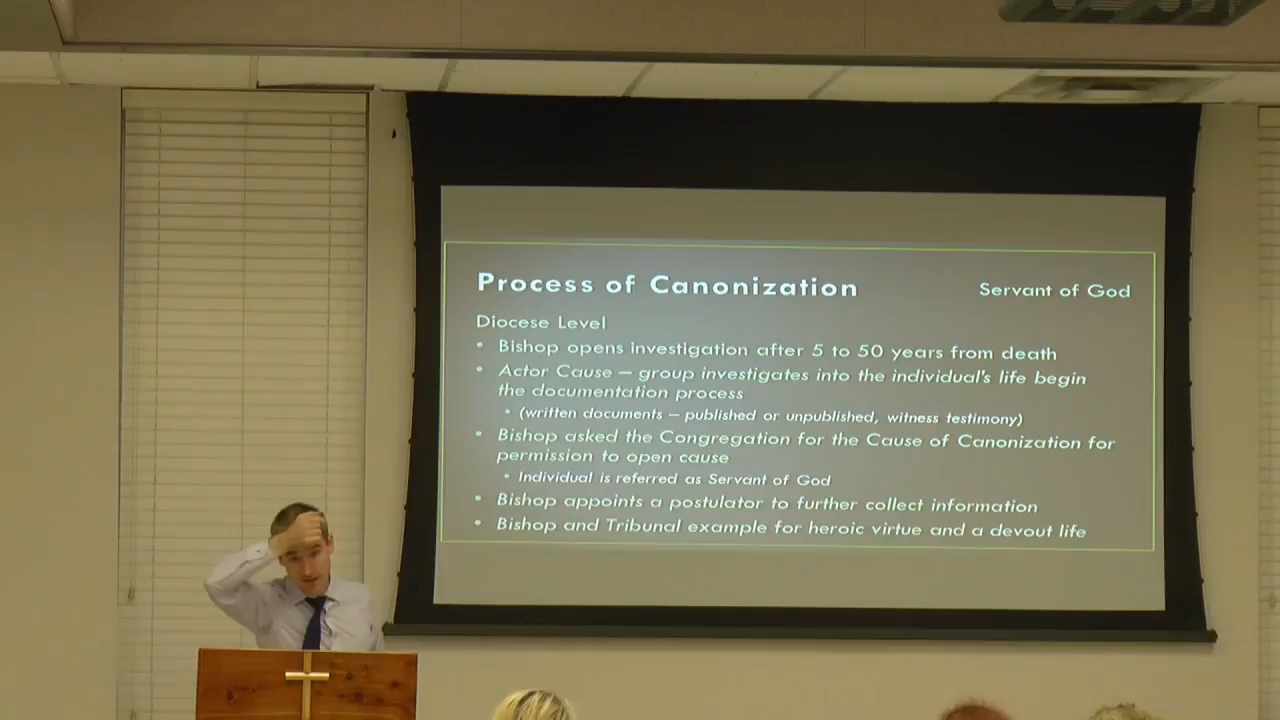 Process of Canonization
Servant of God
Diocese Level
• Bishop opens investigation after 5 to 50 years from death
• Actor Cause – group investigates into the individual's life begin
the documentation process
• (written documents – published or unpublished, witness testimony)
• Bishop asked the Congregation for the Cause of Canonization for
permission to open cause
• Individual is referred as Servant of God
• Bishop appoints a postulator to further collect information
• Bishop and Tribunal example for heroic virtue and a devout life